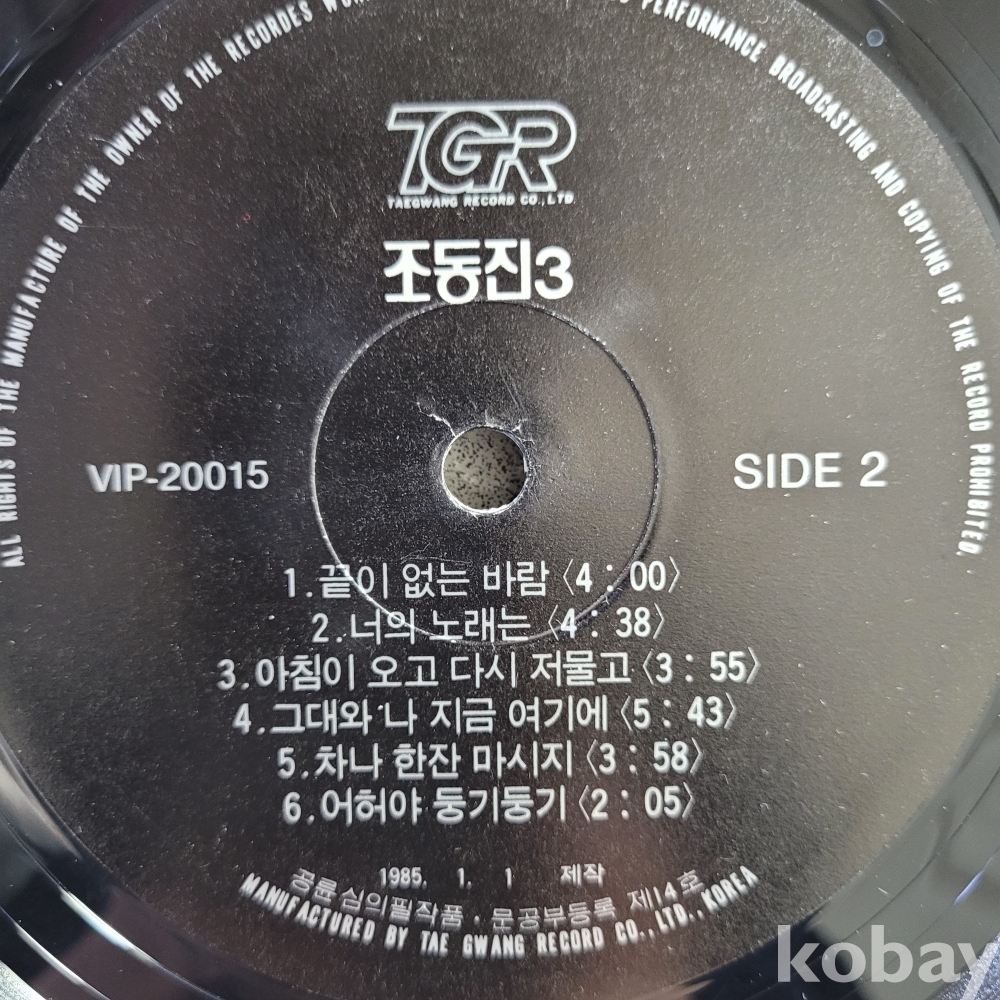 ALL RIGHTS OF THE MANUFACTURE OF THE OWNER OF THE RECORDES PERFORMANCE BROADCASTING AND COPYING OF THE RECORD PROHIBITED.
TGR
TAEGWANG RECORD CO., LTD
조동진3
VIP-20015
SIDE 2
1.끝이 없는 바람〈4 : 00〉
2.너의 노래는〈4 : 38〉
3.아침이 오고 다시 저물고〈3 : 55〉
4.그대와 나 지금 여기에〈5 : 43〉
5.차나 한잔 마시지〈3 : 58〉
6.어허야 둥기둥기〈2 : 05〉
1985. 1. 1 제작
공륜심의필작품·문공부등록 제14호
MANUFACTURED BY TAE GWANG RECORD CO., LTD., KOREA
kobay